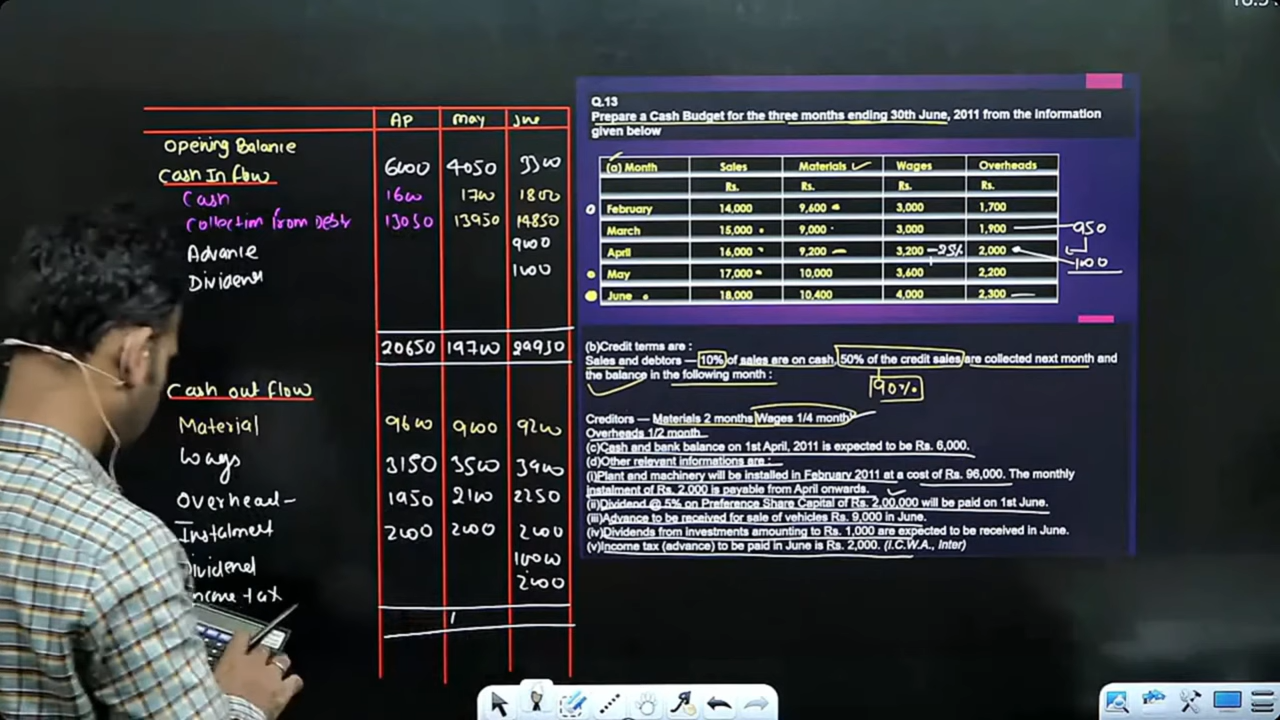 AP May June
Opening Balance 6000 4050 3300
Cash In flow
Cash 1600 1700 1800
Collection from Debt 13050 13950 14850
Advance 9000
Dividend 1000
20650 19700 29950
Cash out flow
Material 9600 9000 9200
Wages 3150 3500 3900
Overhead- 1950 2100 2250
Instalment 2000 2000 2000
Dividend 10000
ncome tax 2000
Q.13
Prepare a Cash Budget for the three months ending 30th June, 2011 from the information
given below
(a) Month Sales Materials Wages Overheads
Rs. Rs. Rs. Rs.
February 14,000 9,600 3,000 1,700
March 15,000 9,000 3,000 1,900 950
April 16,000 9,200 3,200 25% 2,000 1000
May 17,000 10,000 3,600 2,200
June 18,000 10,400 4,000 2,300
(b)Credit terms are :
Sales and debtors — 10% of sales are on cash, 50% of the credit sales are collected next month and
the balance in the following month :
90%
Creditors — Materials 2 months Wages 1/4 month
Overheads 1/2 month
(c)Cash and bank balance on 1st April, 2011 is expected to be Rs. 6,000.
(d)Other relevant informations are :
(i)Plant and machinery will be installed in February 2011 at a cost of Rs. 96,000. The monthly
instalment of Rs. 2,000 is payable from April onwards.
(ii)Dividend @ 5% on Preference Share Capital of Rs. 2,00,000 will be paid on 1st June.
(iii)Advance to be received for sale of vehicles Rs. 9,000 in June.
(iv)Dividends from investments amounting to Rs. 1,000 are expected to be received in June.
(v)Income tax (advance) to be paid in June is Rs. 2,000. (I.C.W.A., Inter)